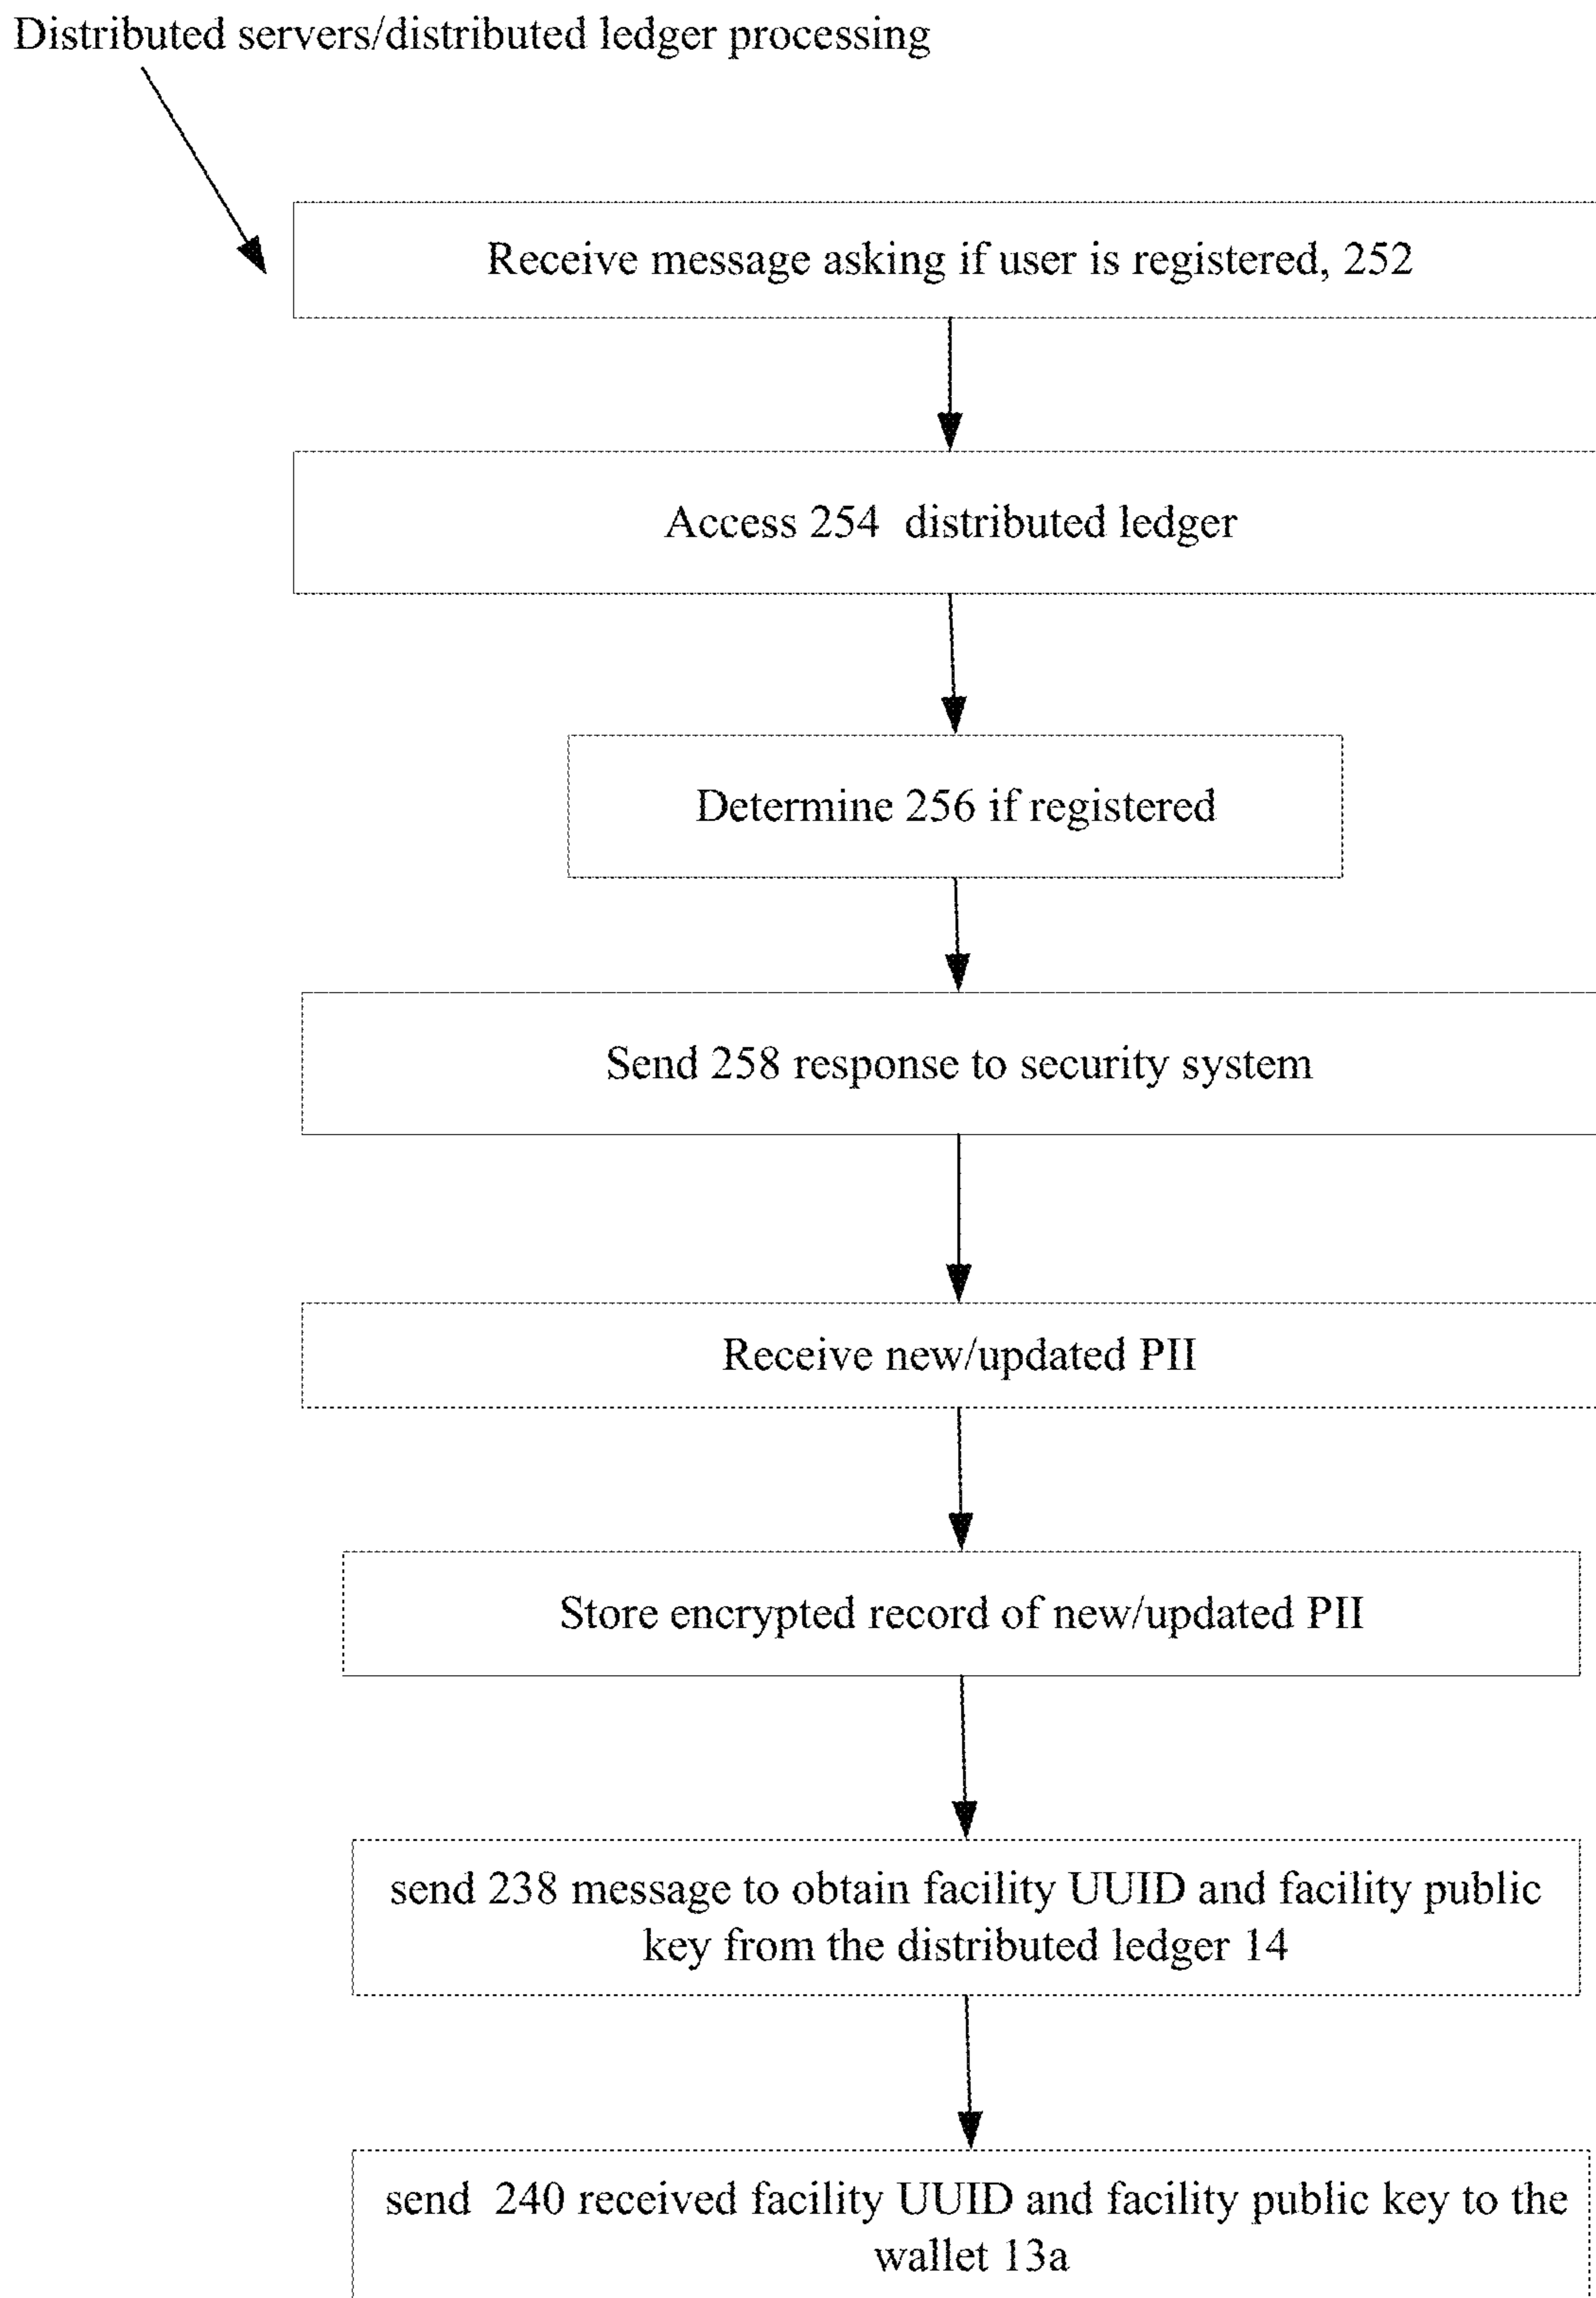 Distributed servers/distributed ledger processing
Receive message asking if user is registered, 252
Access 254 distributed ledger
Determine 256 if registered
Send 258 response to security system
Receive new/updated PII
Store encrypted record of new/updated PII
send 238 message to obtain facility UUID and facility public
key from the distributed ledger 14
send 240 received facility UUID and facility public key to the
wallet 13a